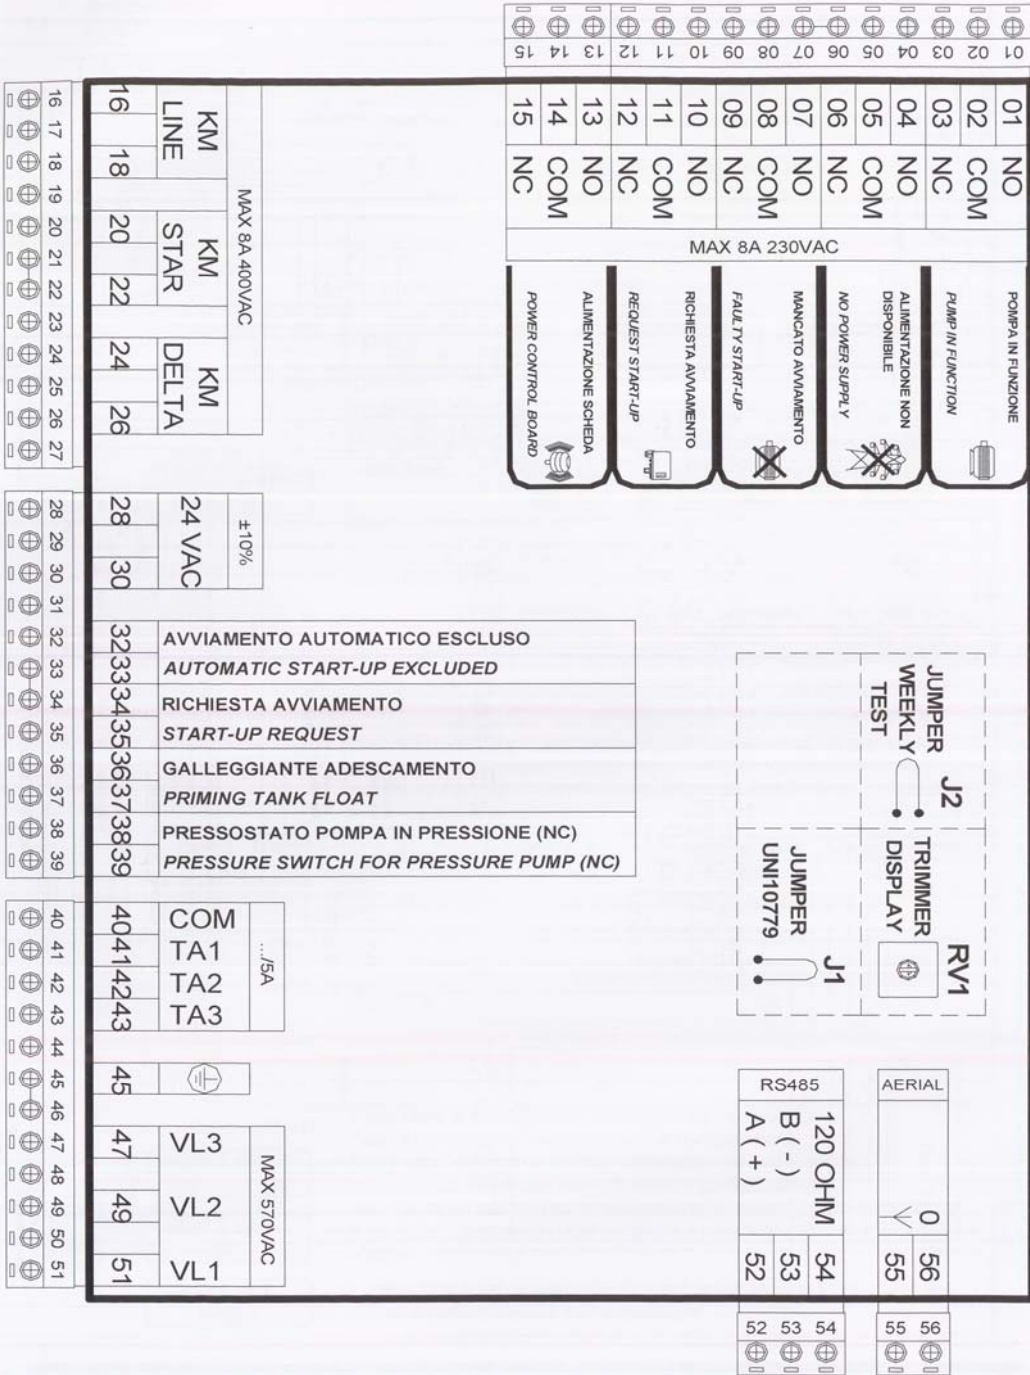 15 14 13 12 11 10 09 08 07 06 05 04 03 02 01
15 14 13 12 11 10 09 08 07 06 05 04 03 02 01
NC COM NO NC COM NO NC COM NO NC COM NO NC COM NO
MAX 8A 230VAC
POMPA IN FUNZIONE
PUMP IN FUNCTION
ALIMENTAZIONE NON
DISPONIBILE
NO POWER SUPPLY
MANCATO AVVIAMENTO
FAULTY START-UP
RICHIESTA AVVIAMENTO
REQUEST START-UP
ALIMENTAZIONE SCHEDA
POWER CONTROL BOARD
16 17 18 19 20 21 22 23 24 25 26 27
16 18 20 22 24 26
KM
LINE
KM
STAR
KM
DELTA
MAX 8A 400VAC
28 29 30 31 32 33 34 35 36 37 38 39
28 30
24 VAC
±10%
32 33 34 35 36 37 38 39
AVVIAMENTO AUTOMATICO ESCLUSO
AUTOMATIC START-UP EXCLUDED
RICHIESTA AVVIAMENTO
START-UP REQUEST
GALLEGGIANTE ADESCAMENTO
PRIMING TANK FLOAT
PRESSOSTATO POMPA IN PRESSIONE (NC)
PRESSURE SWITCH FOR PRESSURE PUMP (NC)
JUMPER
WEEKLY
TEST
J2
TRIMMER
DISPLAY
RV1
JUMPER
UNI10779
J1
40 41 42 43 44 45 46 47 48 49 50 51
40 41 42 43
COM
TA1
TA2
TA3
.../5A
45
47 49 51
VL3
VL2
VL1
MAX 570VAC
RS485
120 OHM
B ( - )
A ( + )
52 53 54
AERIAL
0
55 56
52 53 54
55 56